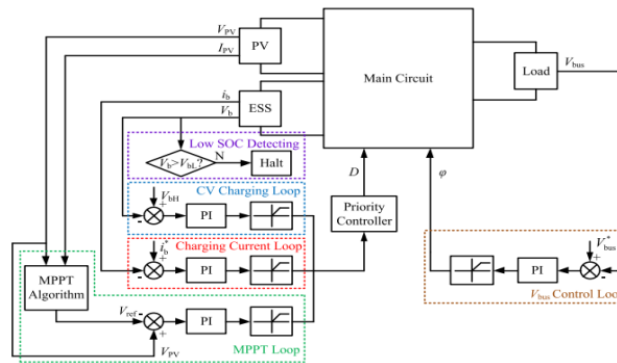 V_PV
PV
I_PV
Main Circuit
Load
V_bus
i_b
V_b
ESS
Low SOC Detecting
V_b>V_bL?
N
Halt
D
φ
CV Charging Loop
V_bH
+
-
PI
Priority
Controller
Charging Current Loop
i_b*
+
-
PI
V_bus*
+
-
PI
V_bus Control Loo
MPPT
Algorithm
V_ref
-
+
PI
V_PV
MPPT Loop